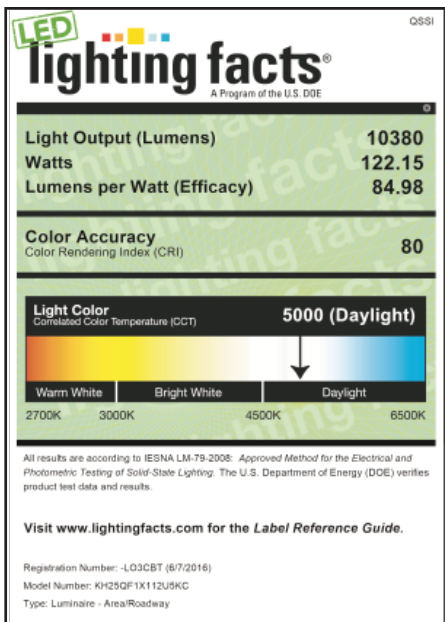 QSSI
LED
lighting facts®
A Program of the U.S. DOE
Light Output (Lumens) 10380
Watts 122.15
Lumens per Watt (Efficacy) 84.98
Color Accuracy
Color Rendering Index (CRI) 80
Light Color
Correlated Color Temperature (CCT) 5000 (Daylight)
Warm White Bright White Daylight
2700K 3000K 4500K 6500K
All results are according to IESNA LM-79-2008: Approved Method for the Electrical and
Photometric Testing of Solid-State Lighting. The U.S. Department of Energy (DOE) verifies
product test data and results.
Visit www.lightingfacts.com for the Label Reference Guide.
Registration Number: -LO3CBT (6/7/2016)
Model Number: KH25QF1X112U5KC
Type: Luminaire - Area/Roadway